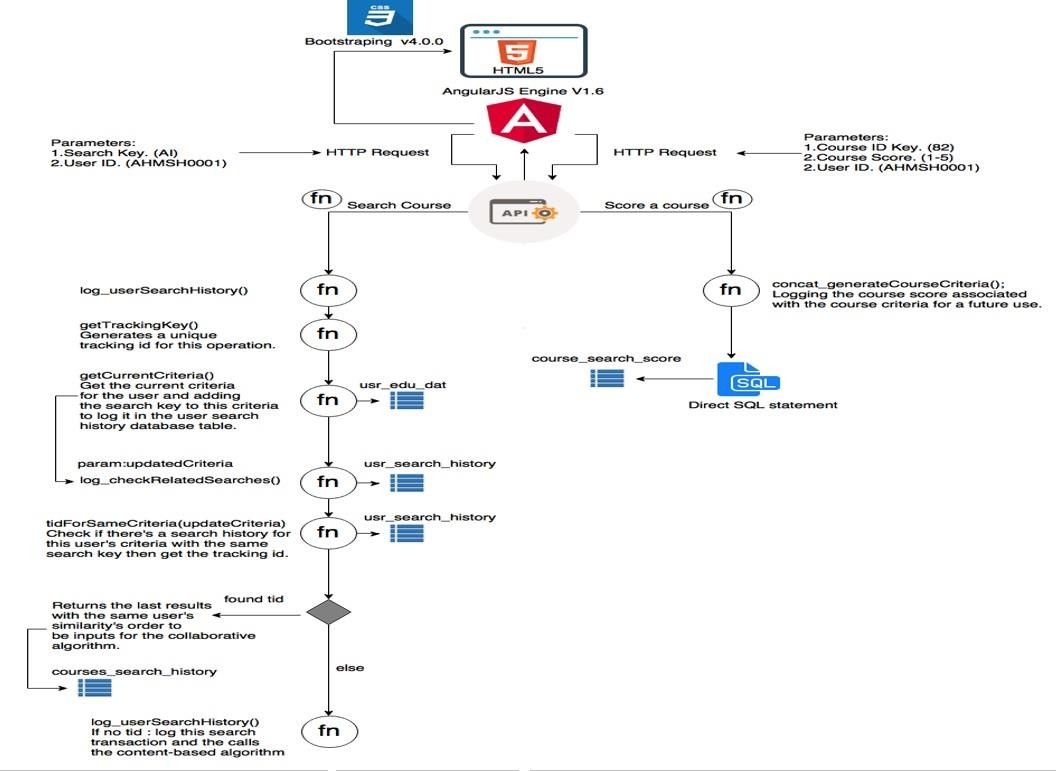 CSS
Bootstraping v4.0.0
HTML5
AngularJS Engine V1.6
Parameters:
1.Search Key. (AI)
2.User ID. (AHMSH0001)
HTTP Request
HTTP Request
Parameters:
1.Course ID Key. (82)
2.Course Score. (1-5)
2.User ID. (AHMSH0001)
fn
Search Course
API
Score a course
fn
log_userSearchHistory()
fn
fn
concat_generateCourseCriteria();
Logging the course score associated
with the course criteria for a future use.
getTrackingKey()
Generates a unique
tracking id for this operation.
fn
course_search_score
SQL
Direct SQL statement
getCurrentCriteria()
Get the current criteria
for the user and adding
the search key to this criteria
to log it in the user search
history database table.
fn
usr_edu_dat
param:updatedCriteria
log_checkRelatedSearches()
fn
usr_search_history
tidForSameCriteria(updateCriteria)
Check if there's a search history for
this user's criteria with the same
search key then get the tracking id.
fn
usr_search_history
found tid
Returns the last results
with the same user's
similarity's order to
be inputs for the collaborative
algorithm.
courses_search_history
else
log_userSearchHistory()
If no tid : log this search
transaction and the calls
the content-based algorithm
fn